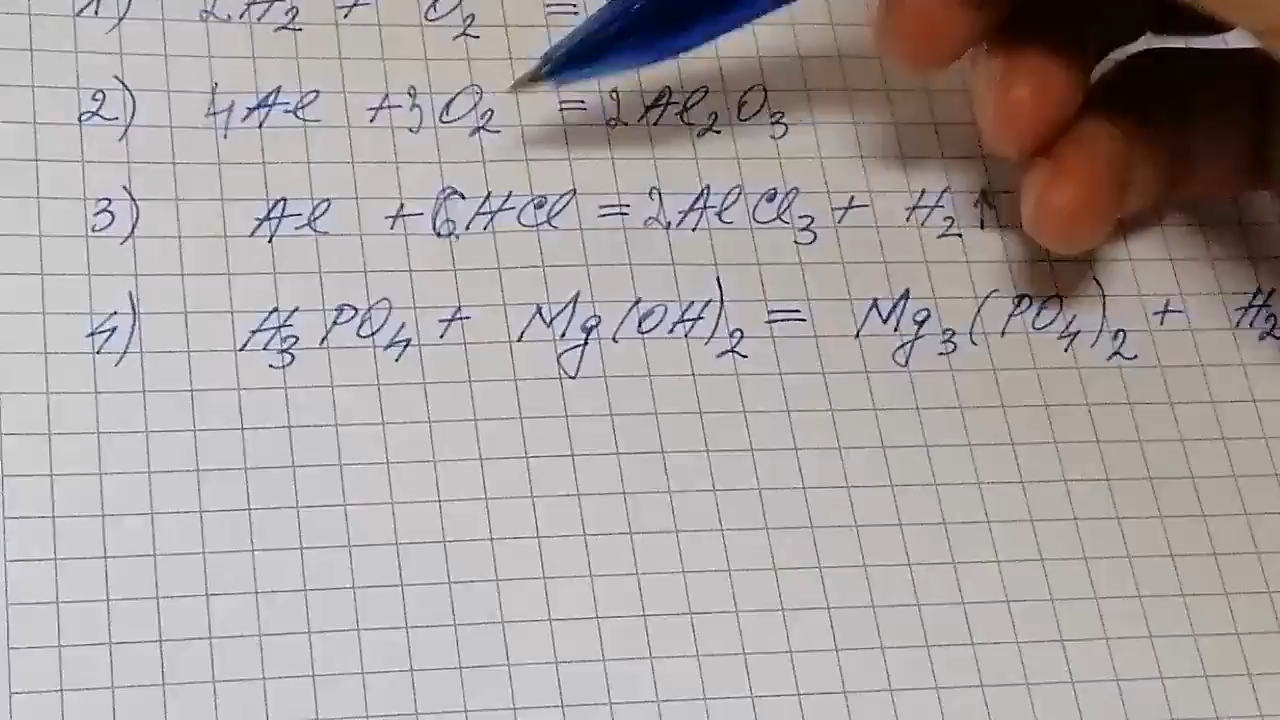 1) 2H₂ + O₂ =
2) 4Al + 3O₂ = 2Al₂O₃
3) Al + 6HCl = 2AlCl₃ + H₂↑
4) H₃PO₄ + Mg(OH)₂ = Mg₃(PO₄)₂ + H₂